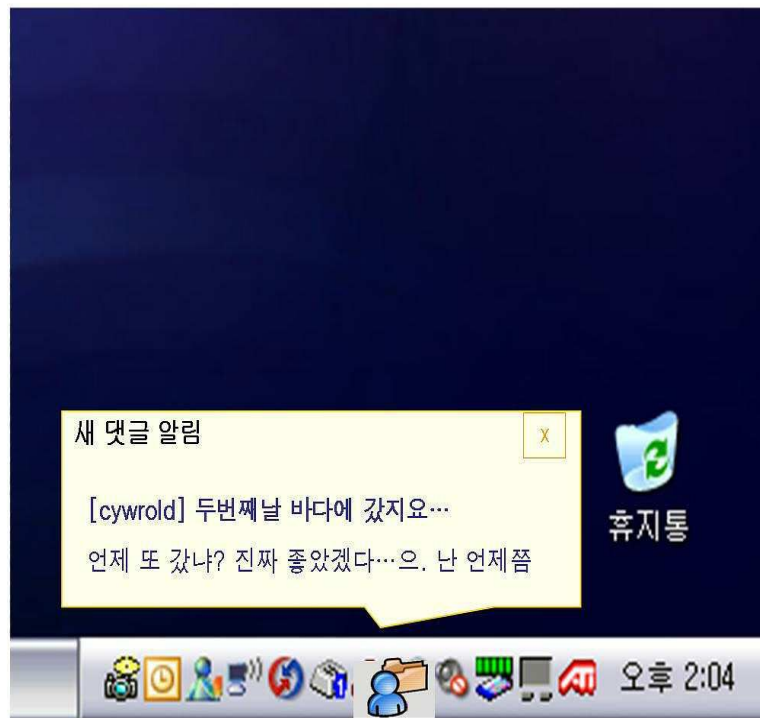 새 댓글 알림
X
[cywrold] 두번째날 바다에 갔지요…
언제 또 갔냐? 진짜 좋았겠다…으. 난 언제쯤
휴지통
오후 2:04